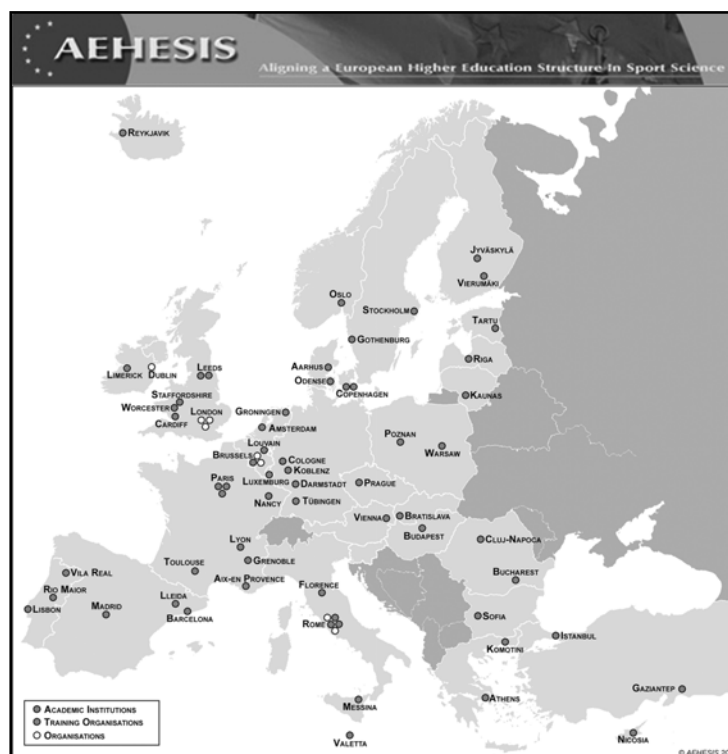 AEHESIS
Aligning a European Higher Education Structure In Sport Science
REYKJAVIK
JYVÄSKYLÄ
VIERUMÄKI
OSLO
STOCKHOLM
TARTU
GOTHENBURG
RIGA
AARHUS
ODENSE
COPENHAGEN
KAUNAS
LIMERICK
DUBLIN
LEEDS
STAFFORDSHIRE
WORCESTER
LONDON
CARDIFF
GRONINGEN
AMSTERDAM
POZNAN
WARSAW
LOUVAIN
BRUSSELS
COLOGNE
KOBLENZ
LUXEMBURG
DARMSTADT
PRAGUE
PARIS
NANCY
TÜBINGEN
VIENNA
BRATISLAVA
BUDAPEST
CLUJ-NAPOCA
LYON
GRENOBLE
TOULOUSE
AIX-EN PROVENCE
BUCHAREST
VILA REAL
RIO MAIOR
LISBON
MADRID
LLEIDA
BARCELONA
FLORENCE
ROME
SOFIA
KOMOTINI
ISTANBUL
GAZIANTEP
ATHENS
MESSINA
VALETTA
NICOSIA
ACADEMIC INSTITUTIONS
TRAINING ORGANISATIONS
ORGANISATIONS
© AEHESIS